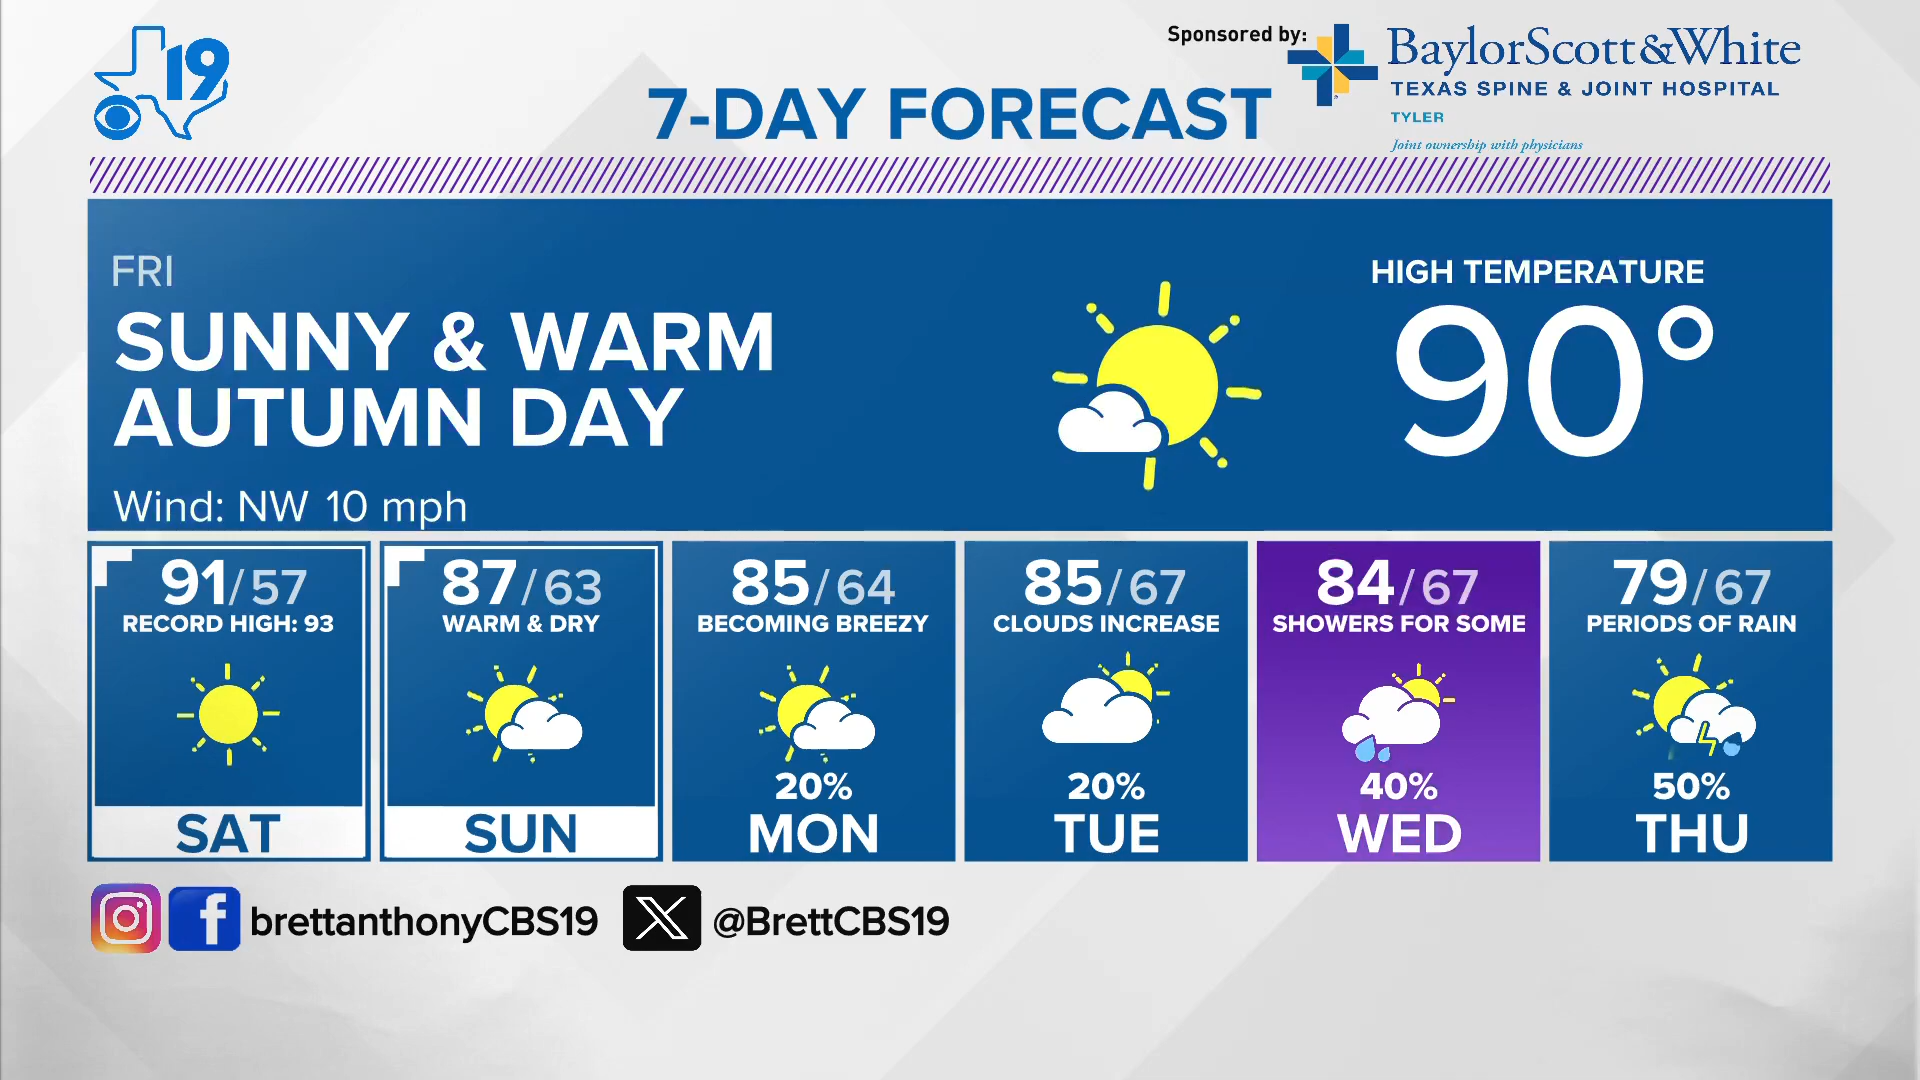 19
Sponsored by:
BaylorScott&White
TEXAS SPINE & JOINT HOSPITAL
TYLER
Joint ownership with physicians
7-DAY FORECAST
FRI
SUNNY & WARM
AUTUMN DAY
Wind: NW 10 mph
HIGH TEMPERATURE
90°
91/57
RECORD HIGH: 93
SAT
87/63
WARM & DRY
SUN
85/64
BECOMING BREEZY
20%
MON
85/67
CLOUDS INCREASE
20%
TUE
84/67
SHOWERS FOR SOME
40%
WED
79/67
PERIODS OF RAIN
50%
THU
brettanthonyCBS19
@BrettCBS19